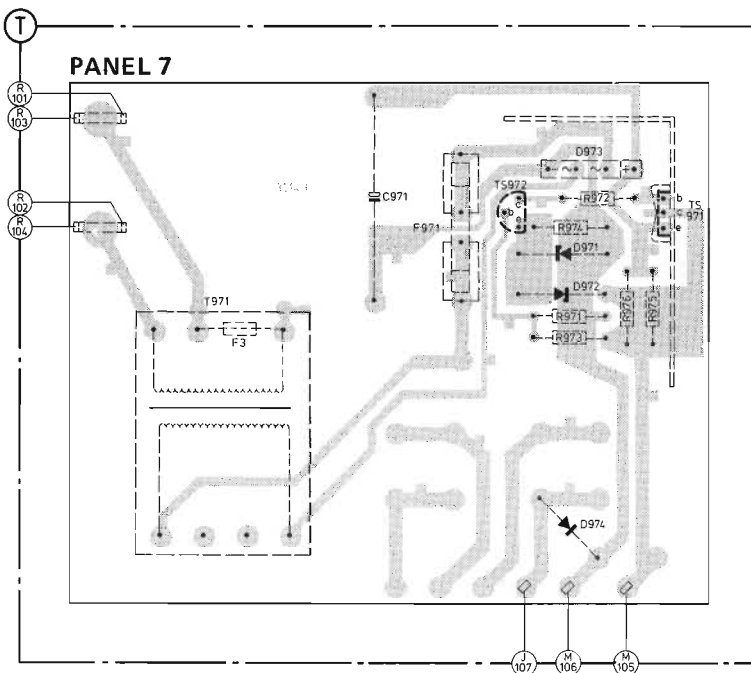 T
PANEL 7
R 101
R 103
D973
TS972
C971
R972
b
c
e
TS 971
c
b
e
F971
R974
D971
R 102
R 104
D972
T971
R976
R975
R971
F3
R973
D974
J 107
M 106
M 105